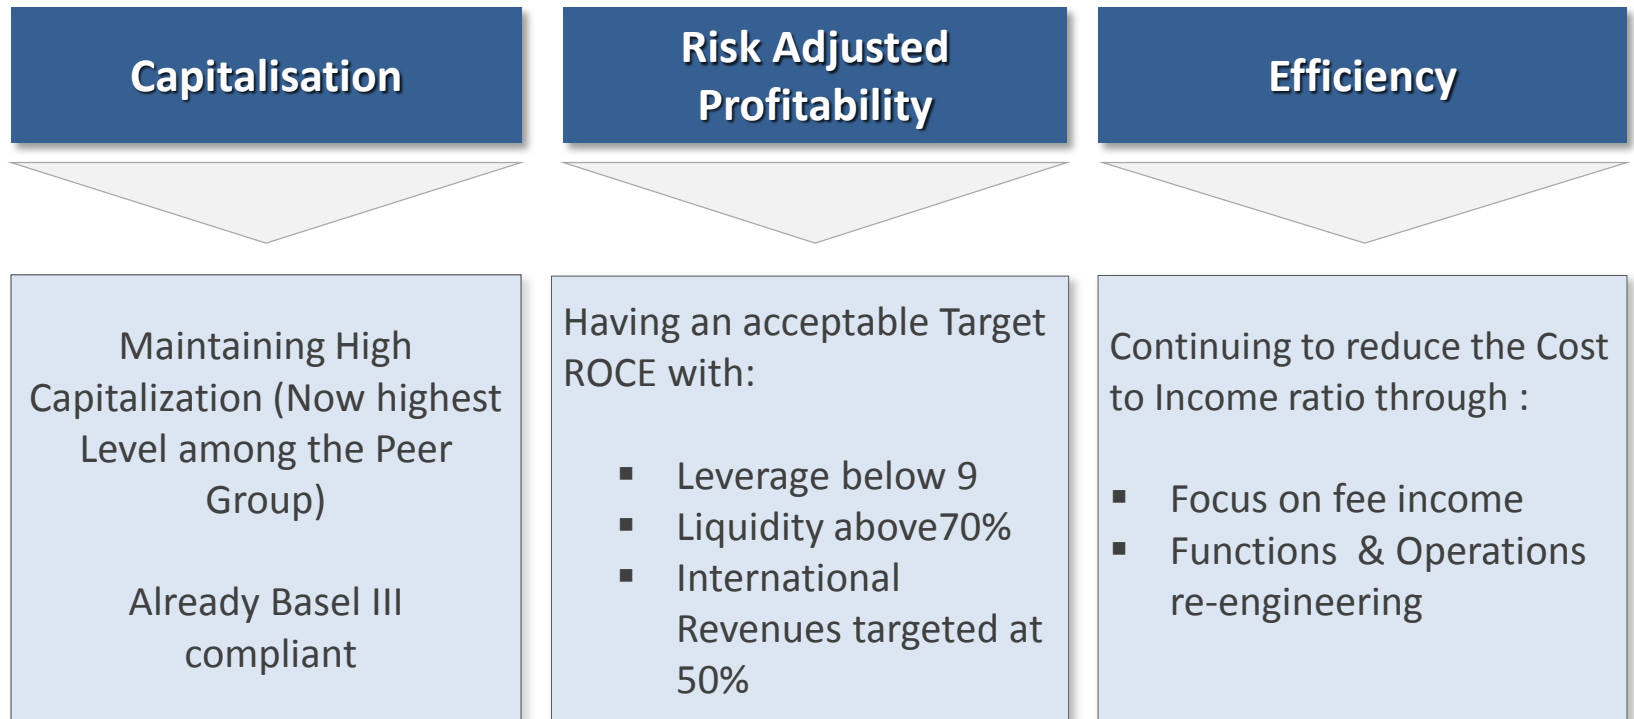 Capitalisation
Maintaining High
Capitalization (Now highest
Level among the Peer
Group)
Already Basel III
compliant
Risk Adjusted
Profitability
Having an acceptable Target
ROCE with:
▪ Leverage below 9
▪ Liquidity above70%
▪ International
Revenues targeted at
50%
Efficiency
Continuing to reduce the Cost
to Income ratio through :
▪ Focus on fee income
▪ Functions & Operations
re-engineering